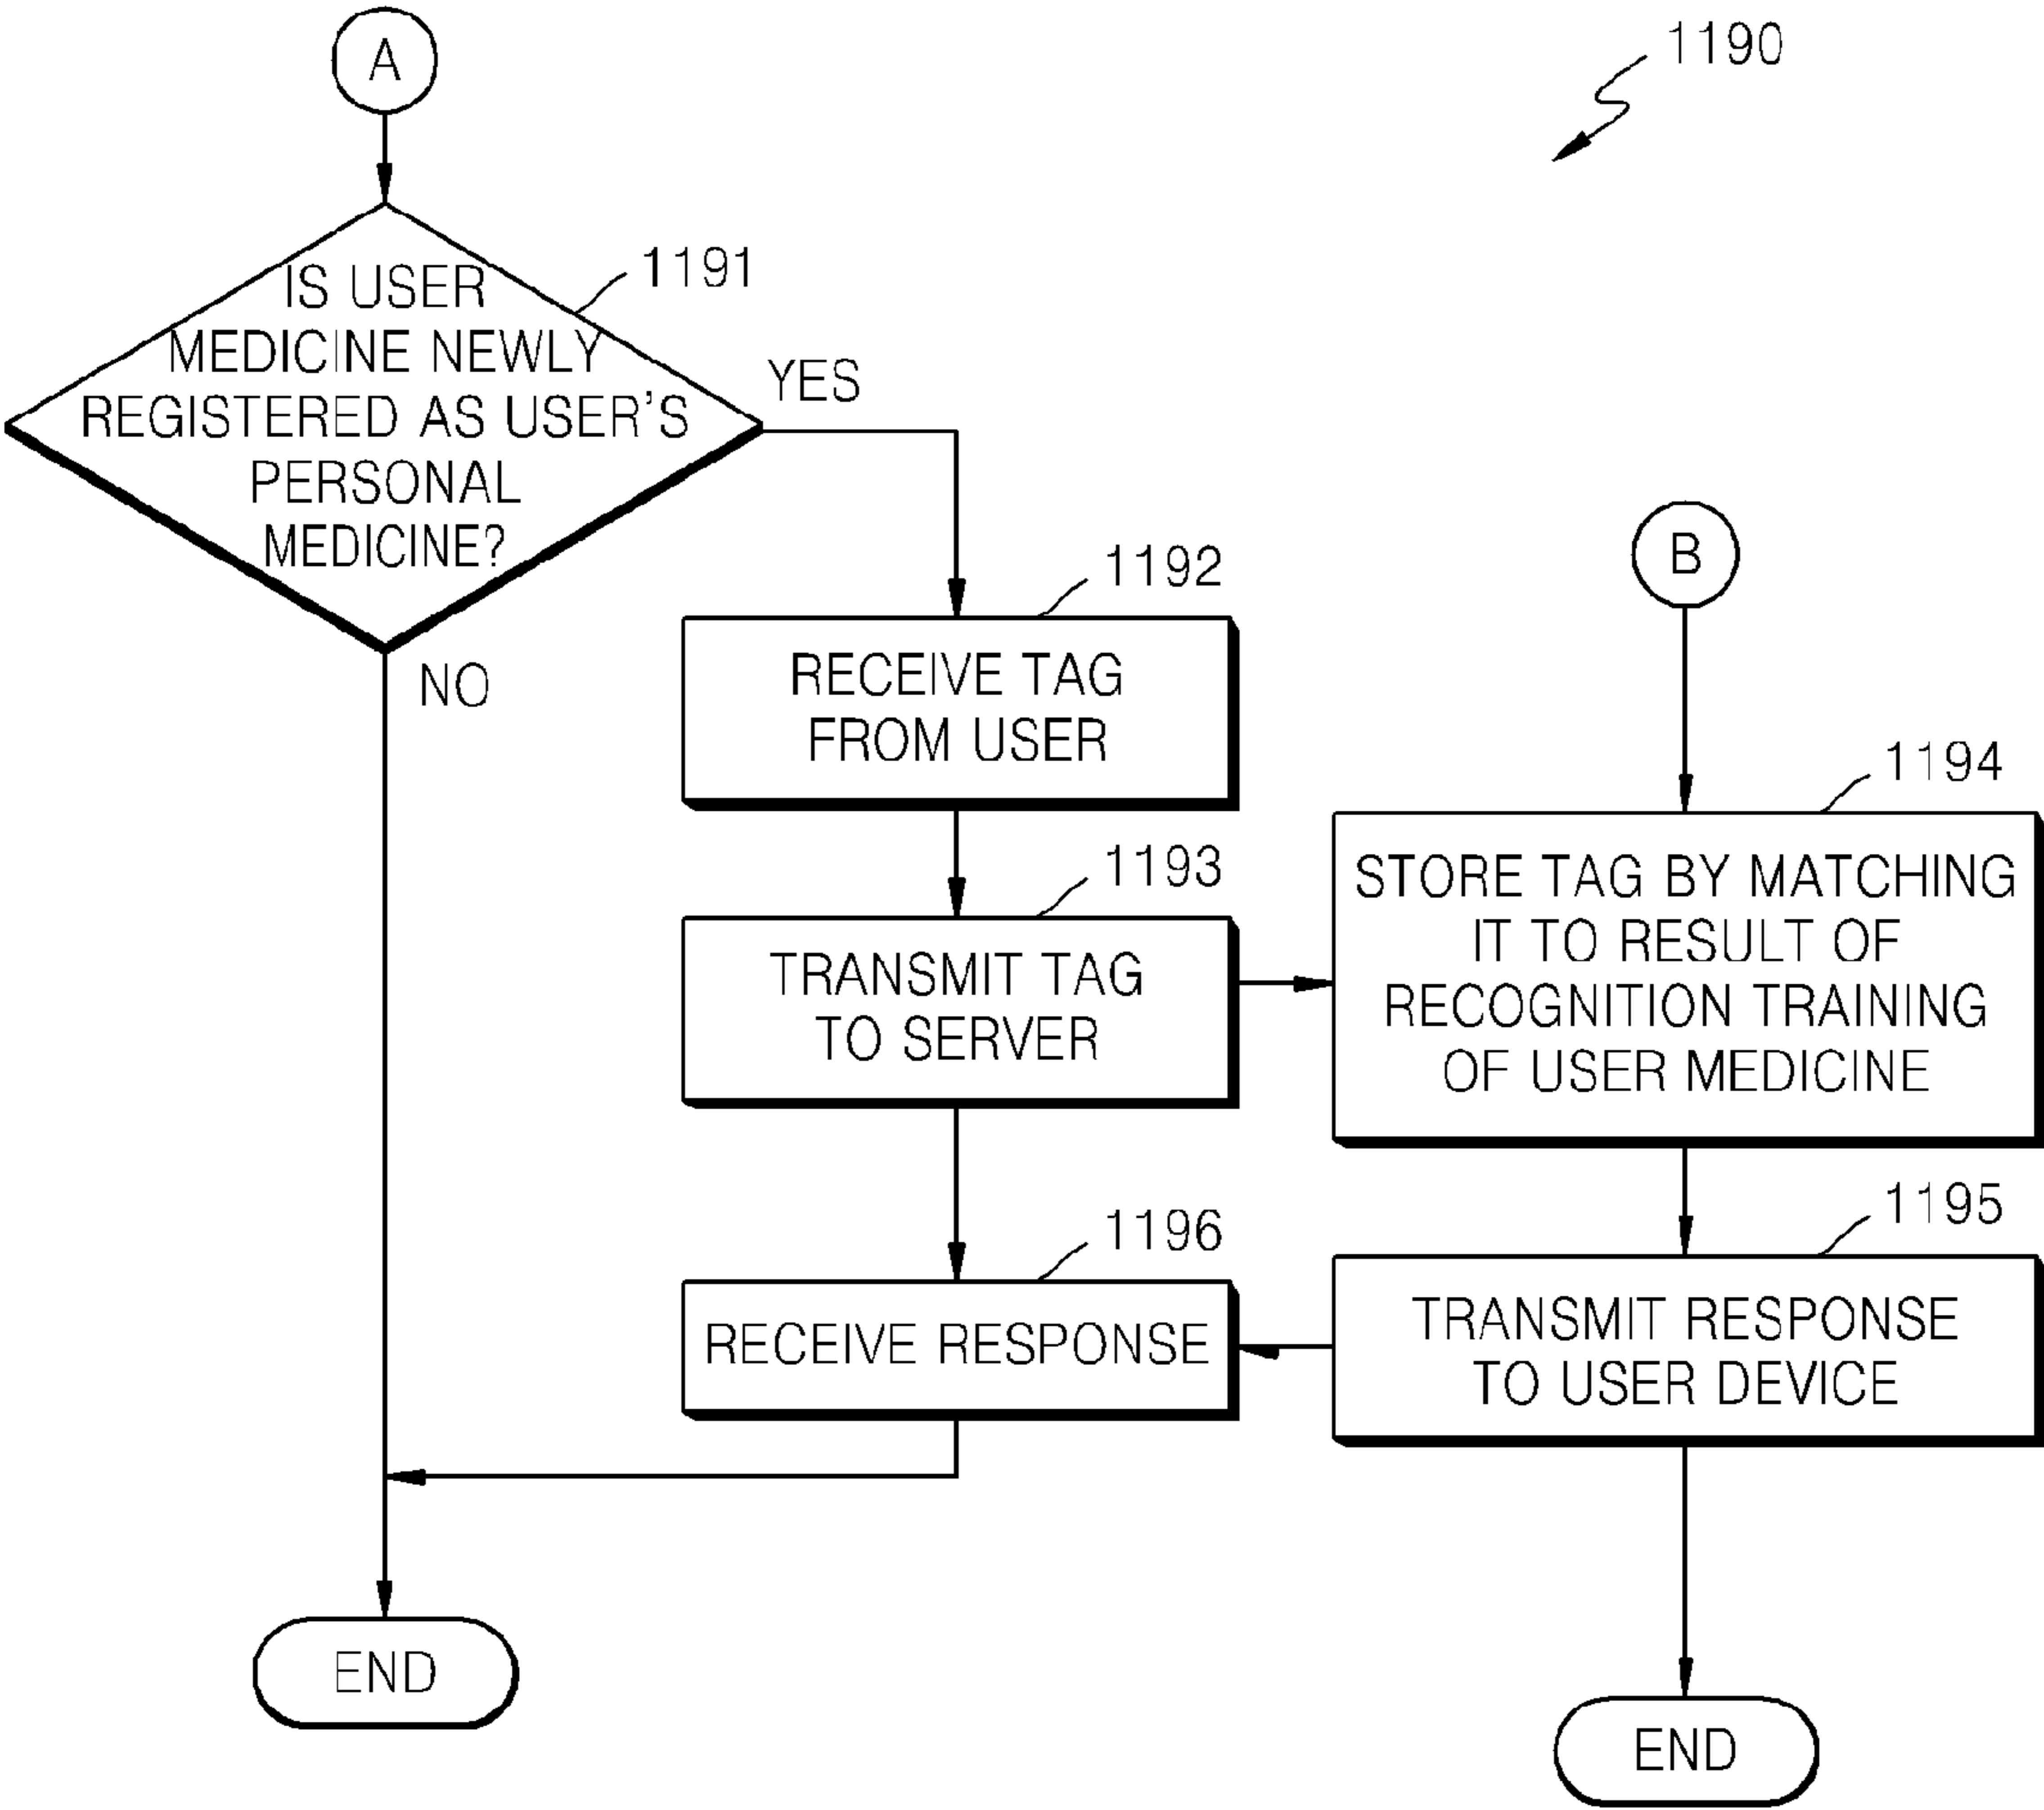 A
1190
1191
IS USER
MEDICINE NEWLY
REGISTERED AS USER'S
PERSONAL
MEDICINE?
YES
NO
1192
RECEIVE TAG
FROM USER
B
1193
TRANSMIT TAG
TO SERVER
1194
STORE TAG BY MATCHING
IT TO RESULT OF
RECOGNITION TRAINING
OF USER MEDICINE
1195
TRANSMIT RESPONSE
TO USER DEVICE
1196
RECEIVE RESPONSE
END
END